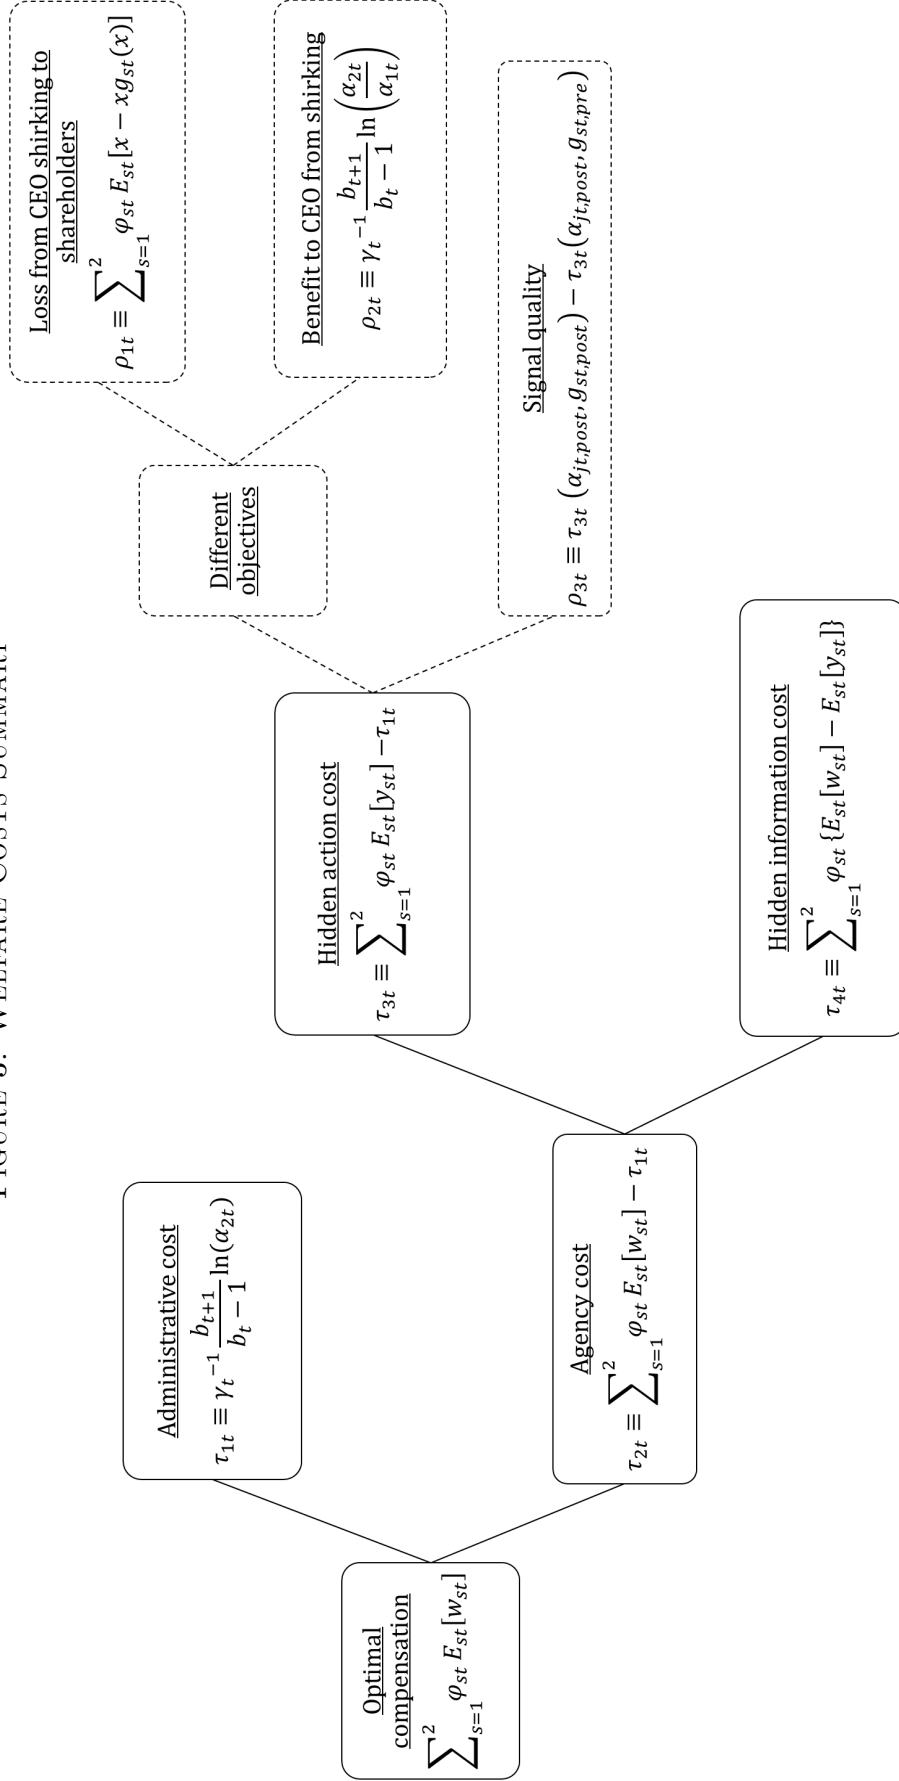 FIGURE 3: WELFARE COSTS SUMMARY
Optimal
compensation
∑_{s=1}^{2} φ_{st} E_{st}[w_{st}]
Administrative cost
τ_{1t} ≡ γ_t^{-1} \frac{b_{t+1}}{b_t − 1} ln(α_{2t})
Agency cost
τ_{2t} ≡ ∑_{s=1}^{2} φ_{st} E_{st}[w_{st}] − τ_{1t}
Hidden action cost
τ_{3t} ≡ ∑_{s=1}^{2} φ_{st} E_{st}[y_{st}] − τ_{1t}
Hidden information cost
τ_{4t} ≡ ∑_{s=1}^{2} φ_{st} {E_{st}[w_{st}] − E_{st}[y_{st}]}
Different
objectives
Signal quality
ρ_{3t} ≡ τ_{3t} (α_{jt,post}, g_{st,post}) − τ_{3t}(α_{jt,post}, g_{st,pre})
Loss from CEO shirking to
shareholders
ρ_{1t} ≡ ∑_{s=1}^{2} φ_{st} E_{st}[x − xg_{st}(x)]
Benefit to CEO from shirking
ρ_{2t} ≡ γ_t^{-1} \frac{b_{t+1}}{b_t − 1} ln(\frac{α_{2t}}{α_{1t}})